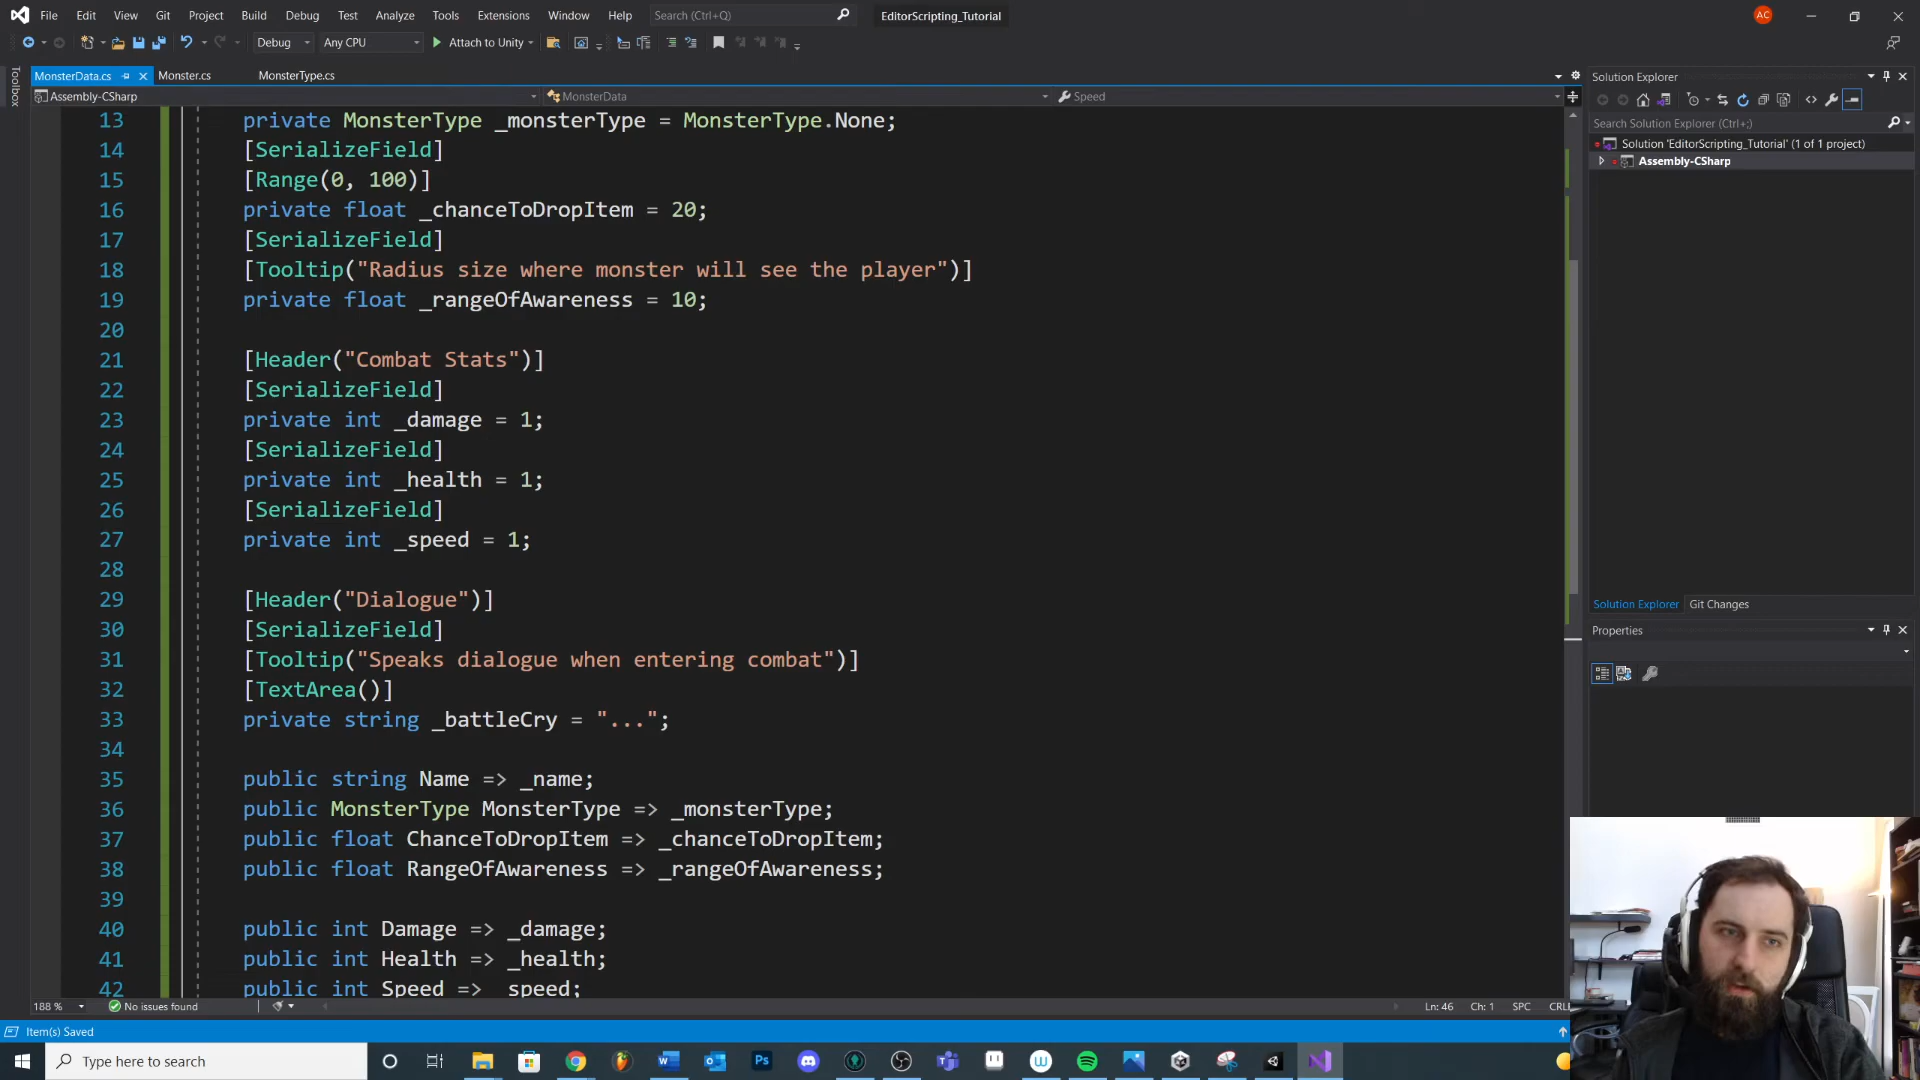 File Edit View Git Project Build Debug Test Analyze Tools Extensions Window Help Search (Ctrl+Q) EditorScripting_Tutorial AC
Debug Any CPU Attach to Unity
MonsterData.cs Monster.cs MonsterType.cs
Assembly-CSharp MonsterData Speed
Toolbox
13 private MonsterType _monsterType = MonsterType.None;
14 [SerializeField]
15 [Range(0, 100)]
16 private float _chanceToDropItem = 20;
17 [SerializeField]
18 [Tooltip("Radius size where monster will see the player")]
19 private float _rangeOfAwareness = 10;
20
21 [Header("Combat Stats")]
22 [SerializeField]
23 private int _damage = 1;
24 [SerializeField]
25 private int _health = 1;
26 [SerializeField]
27 private int _speed = 1;
28
29 [Header("Dialogue")]
30 [SerializeField]
31 [Tooltip("Speaks dialogue when entering combat")]
32 [TextArea()]
33 private string _battleCry = "...";
34
35 public string Name => _name;
36 public MonsterType MonsterType => _monsterType;
37 public float ChanceToDropItem => _chanceToDropItem;
38 public float RangeOfAwareness => _rangeOfAwareness;
39
40 public int Damage => _damage;
41 public int Health => _health;
42 public int Speed => _speed;
188 % No issues found Ln: 46 Ch: 1 SPC CRL
Item(s) Saved
Solution Explorer
Search Solution Explorer (Ctrl+;)
Solution 'EditorScripting_Tutorial' (1 of 1 project)
Assembly-CSharp
Solution Explorer Git Changes
Properties
Type here to search